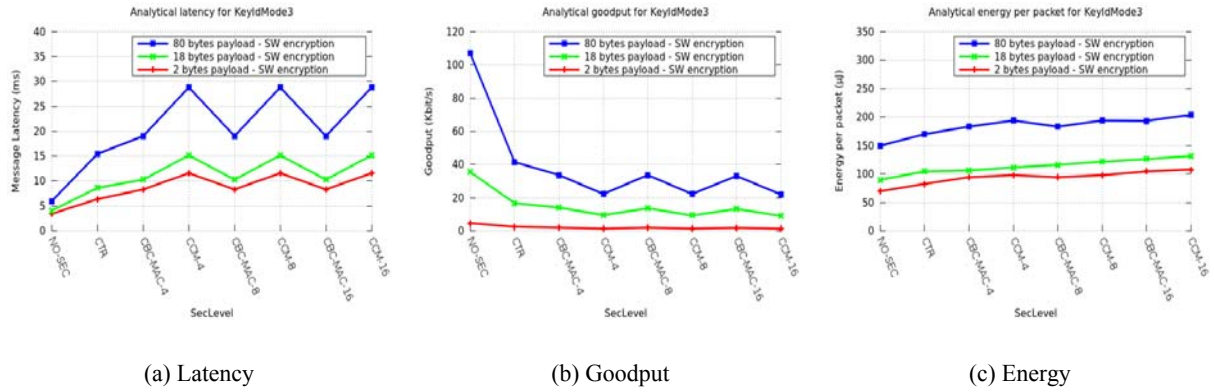 Analytical latency for KeyIdMode3
40
35
30
25
20
15
10
5
0
Message Latency (ms)
80 bytes payload - SW encryption
18 bytes payload - SW encryption
2 bytes payload - SW encryption
NO-SEC
CTR
CBC-MAC-4
CCM-4
CBC-MAC-8
CCM-8
CBC-MAC-16
CCM-16
SecLevel
(a) Latency
Analytical goodput for KeyIdMode3
120
100
80
60
40
20
0
Goodput (Kbit/s)
80 bytes payload - SW encryption
18 bytes payload - SW encryption
2 bytes payload - SW encryption
NO-SEC
CTR
CBC-MAC-4
CCM-4
CBC-MAC-8
CCM-8
CBC-MAC-16
CCM-16
SecLevel
(b) Goodput
Analytical energy per packet for KeyIdMode3
350
300
250
200
150
100
50
0
Energy per packet (µJ)
80 bytes payload - SW encryption
18 bytes payload - SW encryption
2 bytes payload - SW encryption
NO-SEC
CTR
CBC-MAC-4
CCM-4
CBC-MAC-8
CCM-8
CBC-MAC-16
CCM-16
SecLevel
(c) Energy